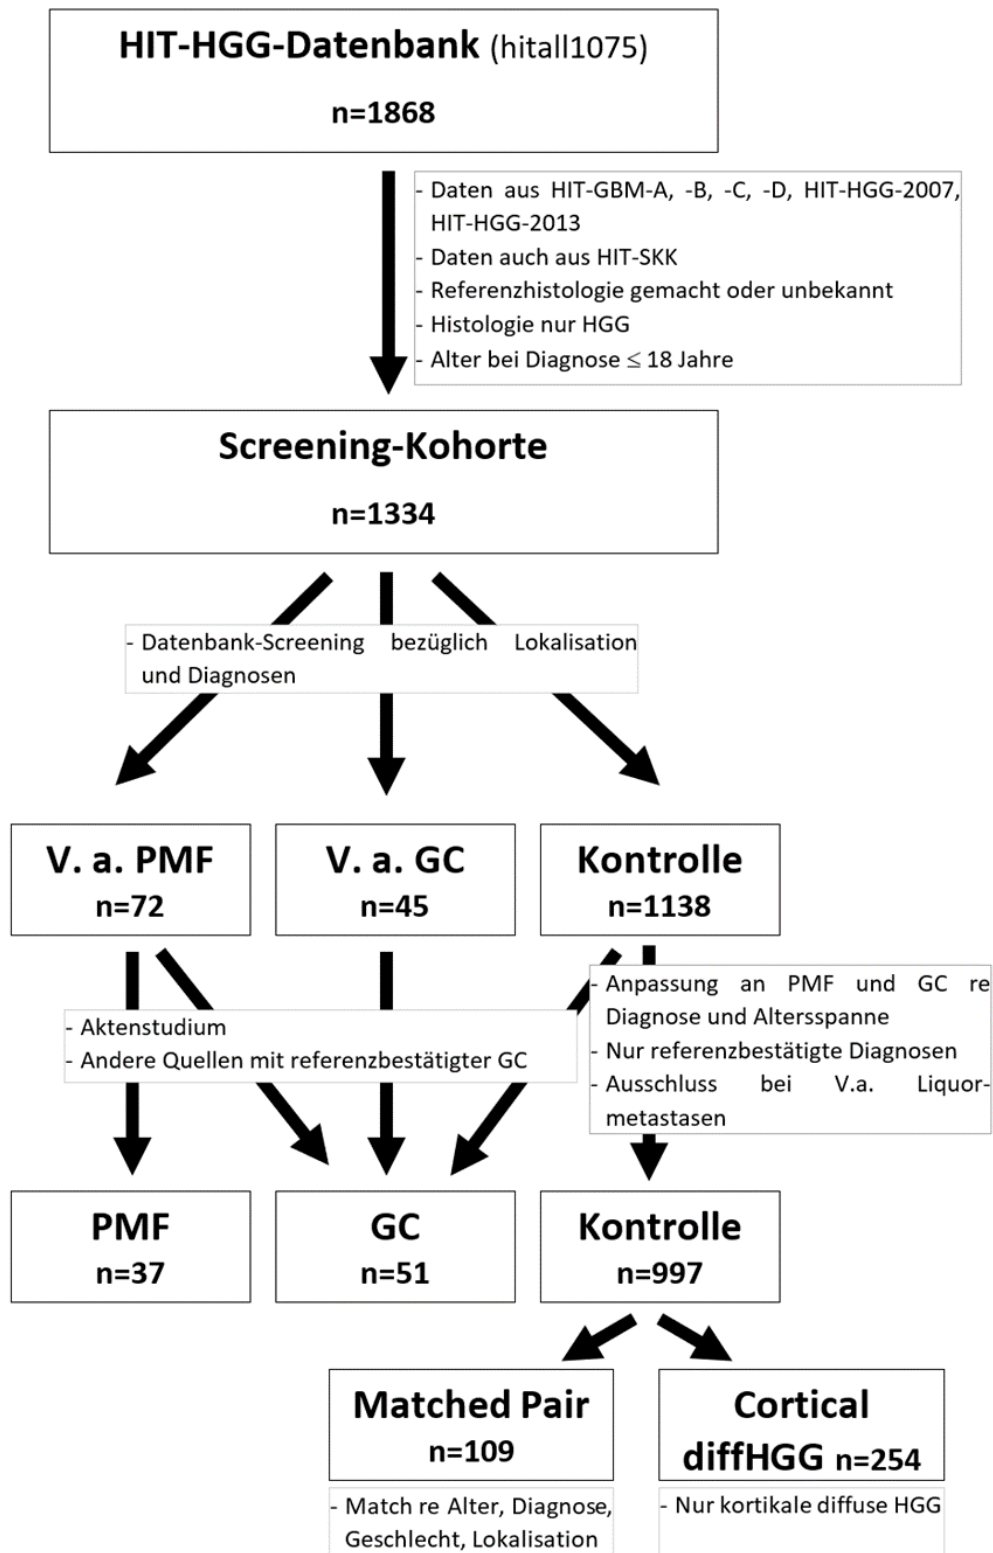 HIT-HGG-Datenbank (hitall1075)
n=1868
- Daten aus HIT-GBM-A, -B, -C, -D, HIT-HGG-2007,
HIT-HGG-2013
- Daten auch aus HIT-SKK
- Referenzhistologie gemacht oder unbekannt
- Histologie nur HGG
- Alter bei Diagnose ≤ 18 Jahre
Screening-Kohorte
n=1334
- Datenbank-Screening bezüglich Lokalisation
und Diagnosen
V. a. PMF
n=72
V. a. GC
n=45
Kontrolle
n=1138
- Aktenstudium
- Andere Quellen mit referenzbestätigter GC
- Anpassung an PMF und GC re
Diagnose und Altersspanne
- Nur referenzbestätigte Diagnosen
- Ausschluss bei V.a. Liquor-
metastasen
PMF
n=37
GC
n=51
Kontrolle
n=997
Matched Pair
n=109
- Match re Alter, Diagnose,
Geschlecht, Lokalisation
Cortical
diffHGG n=254
- Nur kortikale diffuse HGG